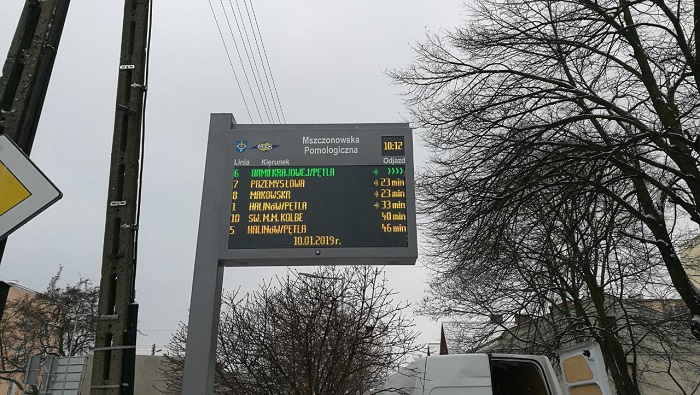 Mszczonowska
Pomologiczna
10:12
Linia Kierunek Odjazd
6 ARMII KRAJOWEJ/PĘTLA >>>>
7 PRZEMYSŁOWA 23 min
8 MAKOWSKA 23 min
1 HALINÓW/PĘTLA 33 min
10 ŚW. M.M. KOLBE 40 min
5 HALINÓW/PĘTLA 46 min
10.01.2019 r.